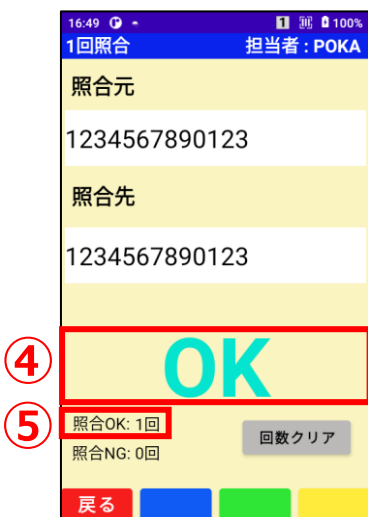 16:49 1 100%
1回照合 担当者 : POKA
照合元
1234567890123
照合先
1234567890123
④ OK
⑤ 照合OK: 1回
回数クリア
照合NG: 0回
戻る